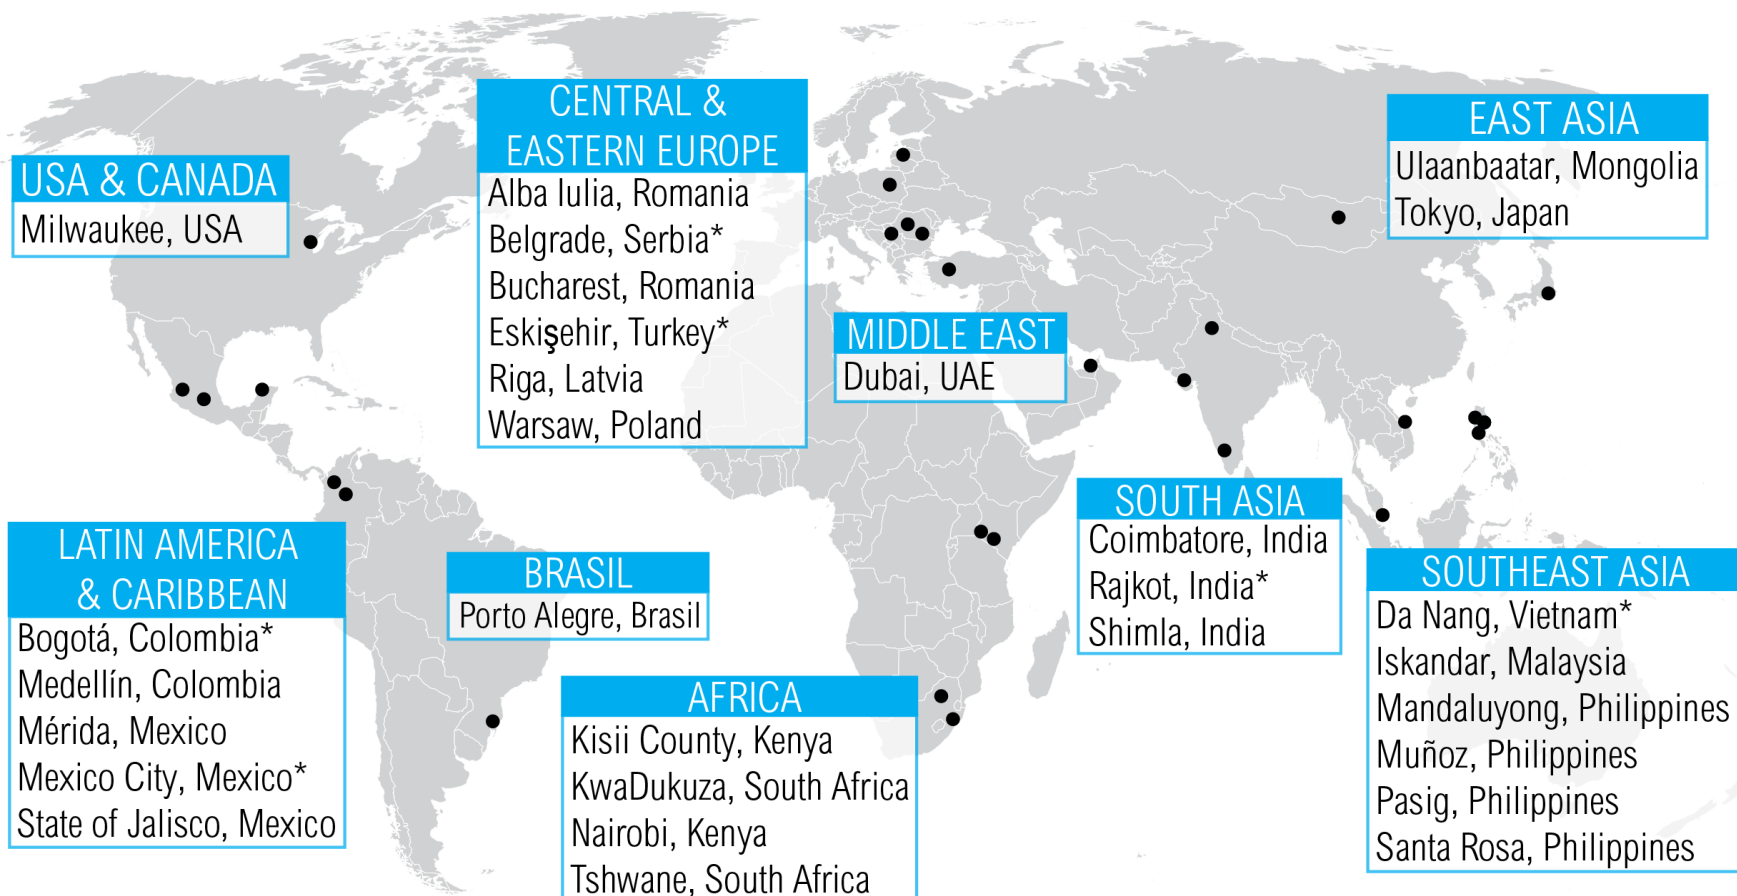 USA & CANADA
Milwaukee, USA
CENTRAL &
EASTERN EUROPE
Alba Iulia, Romania
Belgrade, Serbia*
Bucharest, Romania
Eskişehir, Turkey*
Riga, Latvia
Warsaw, Poland
EAST ASIA
Ulaanbaatar, Mongolia
Tokyo, Japan
MIDDLE EAST
Dubai, UAE
LATIN AMERICA
& CARIBBEAN
Bogotá, Colombia*
Medellín, Colombia
Mérida, Mexico
Mexico City, Mexico*
State of Jalisco, Mexico
BRASIL
Porto Alegre, Brasil
AFRICA
Kisii County, Kenya
KwaDukuza, South Africa
Nairobi, Kenya
Tshwane, South Africa
SOUTH ASIA
Coimbatore, India
Rajkot, India*
Shimla, India
SOUTHEAST ASIA
Da Nang, Vietnam*
Iskandar, Malaysia
Mandaluyong, Philippines
Muñoz, Philippines
Pasig, Philippines
Santa Rosa, Philippines